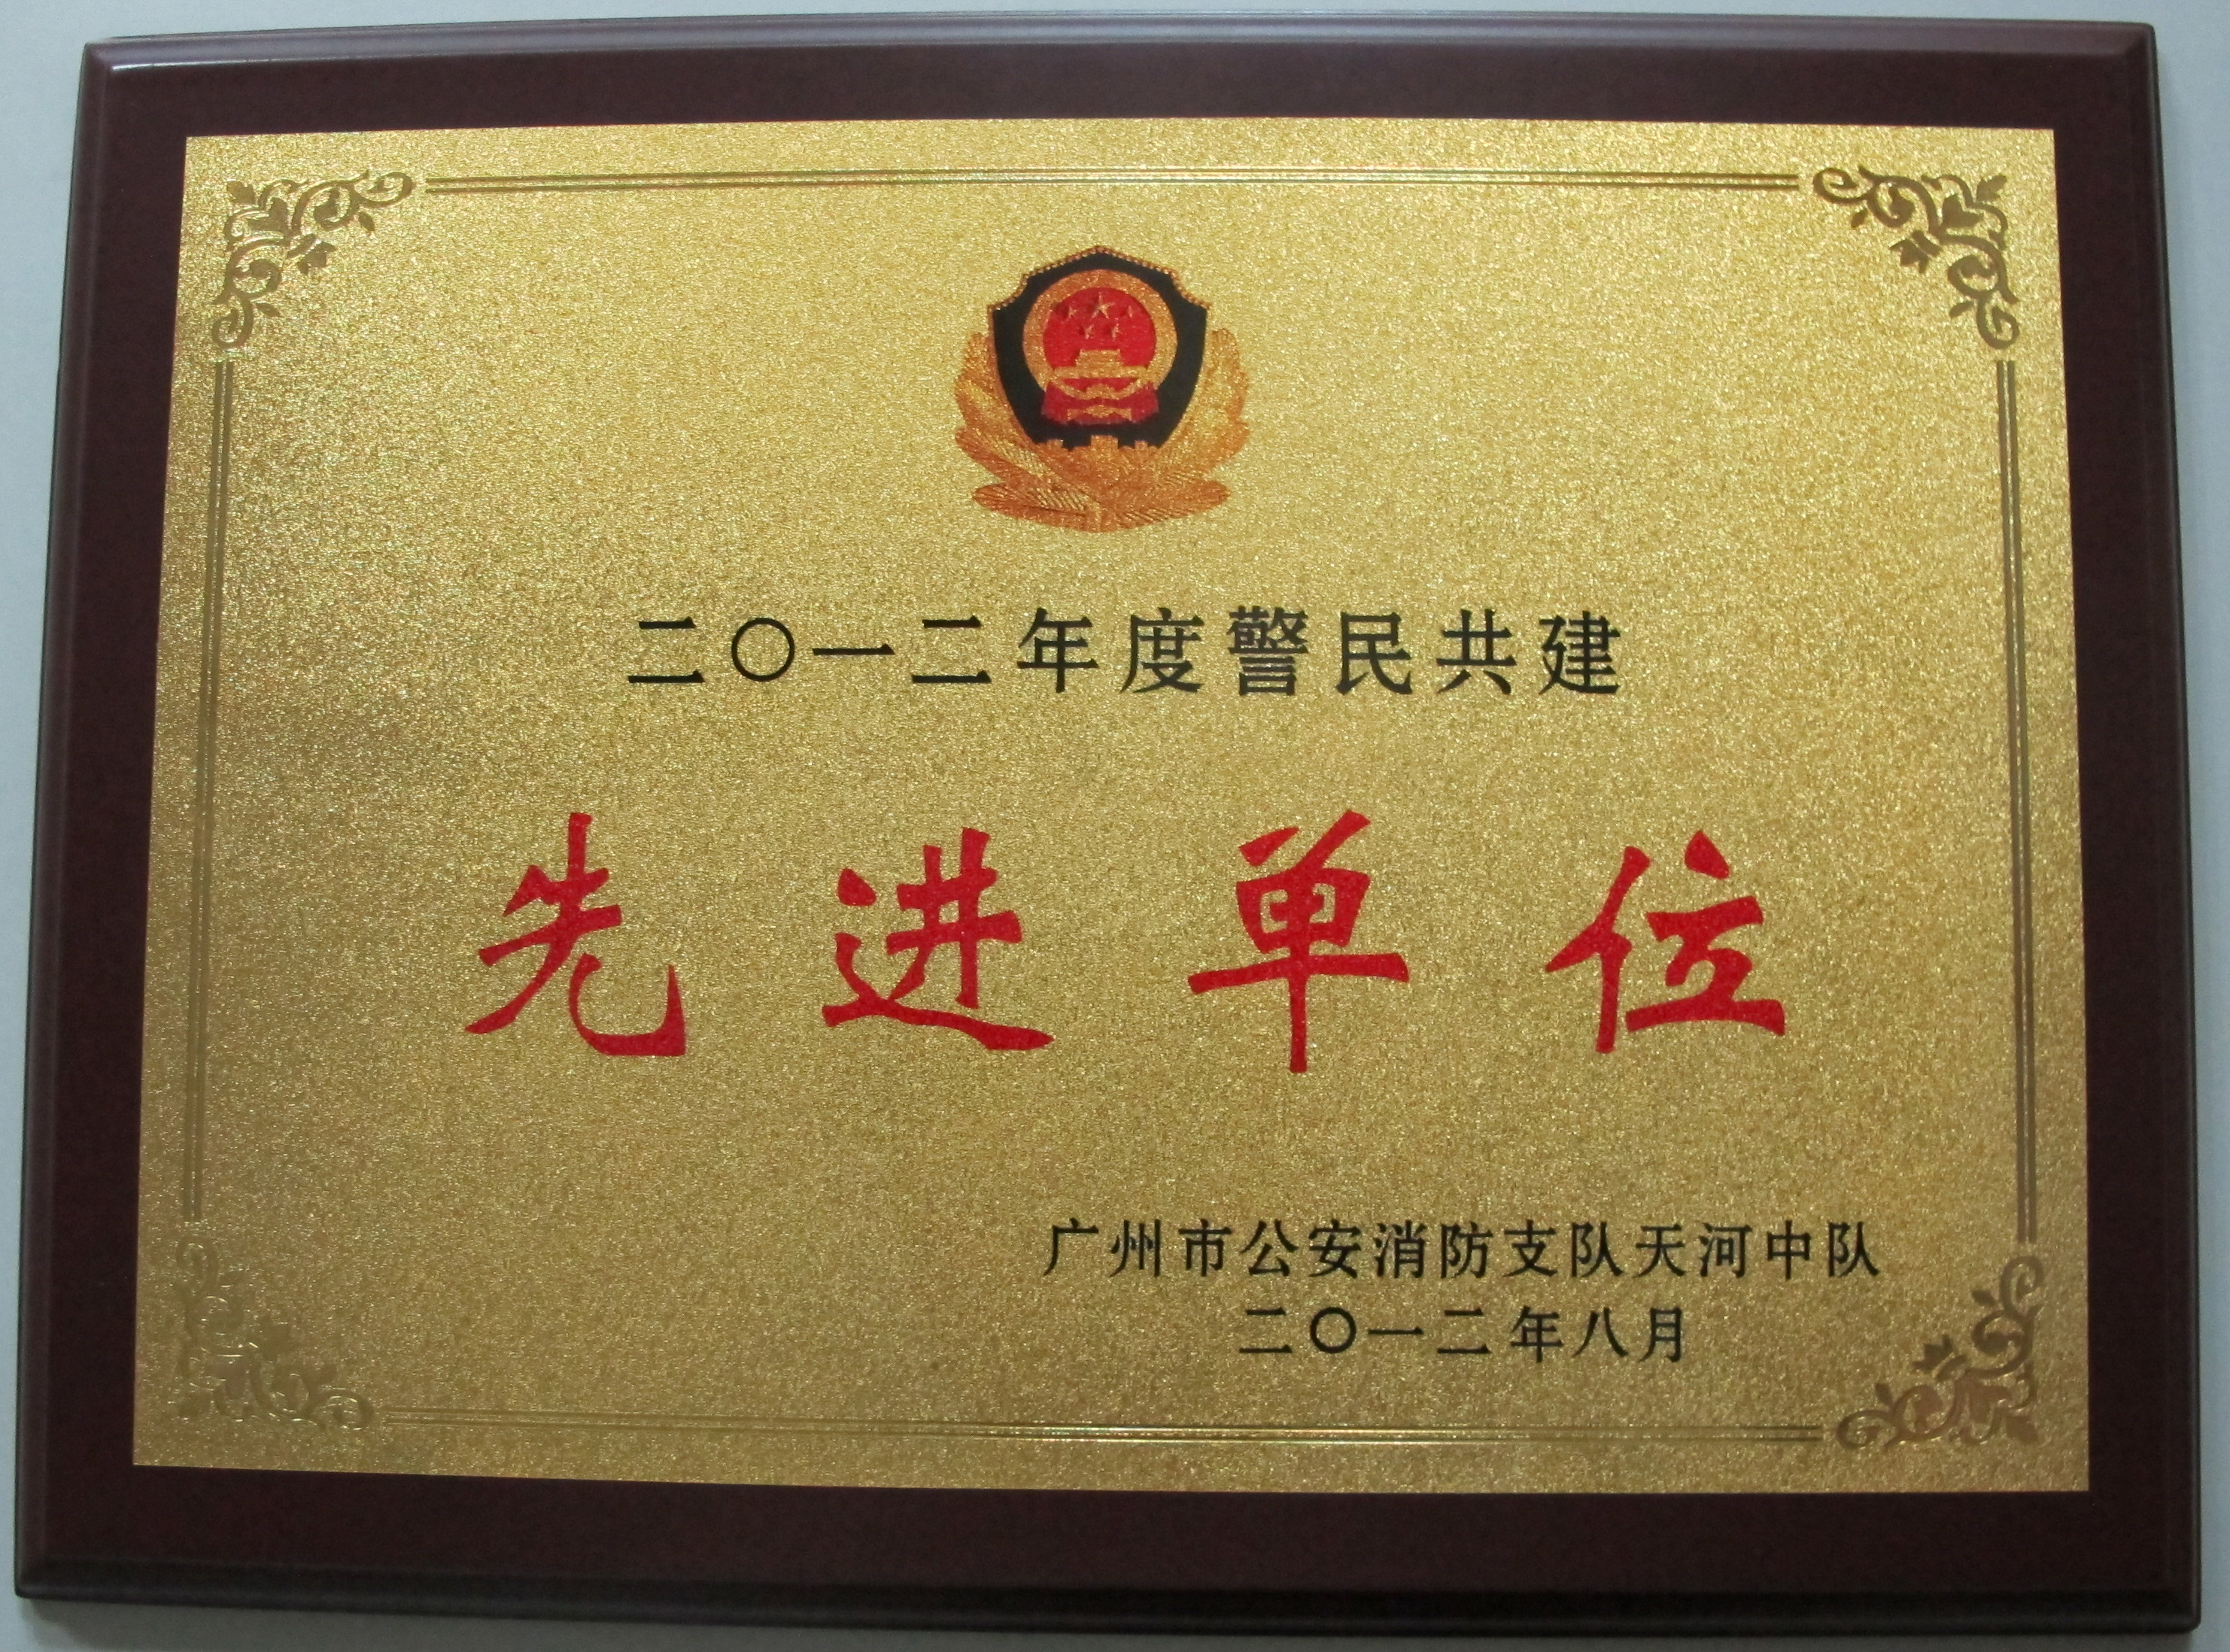 二〇一二年度警民共建
先进单位
广州市公安消防支队天河中队
二〇一二年八月